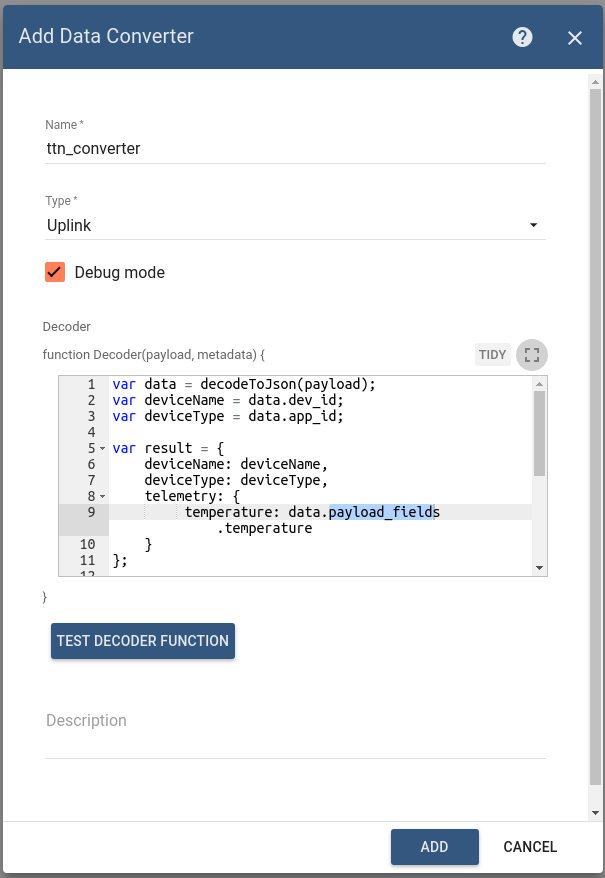 Add Data Converter ?
Name *
ttn_converter
Type *
Uplink
Debug mode
Decoder
function Decoder(payload, metadata) { TIDY
1 var data = decodeToJson(payload);
2 var deviceName = data.dev_id;
3 var deviceType = data.app_id;
4
5 var result = {
6 deviceName: deviceName,
7 deviceType: deviceType,
8 telemetry: {
9 temperature: data.payload_fields
.temperature
10 }
11 };
12
}
TEST DECODER FUNCTION
Description
ADD CANCEL